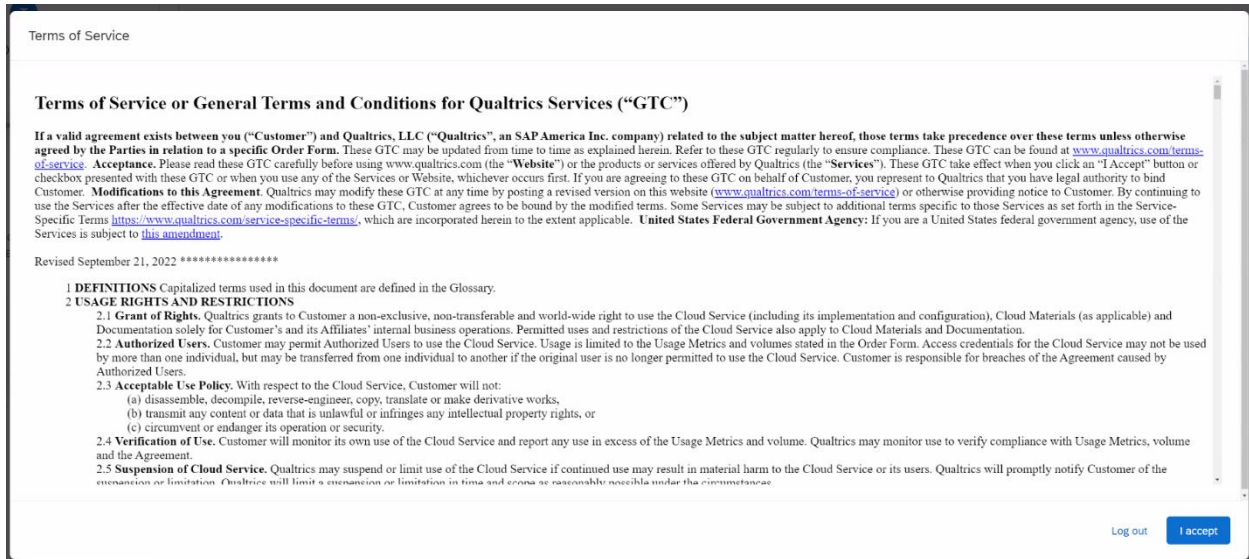 Terms of Service
Terms of Service or General Terms and Conditions for Qualtrics Services (“GTC”)
If a valid agreement exists between you (“Customer”) and Qualtrics, LLC (“Qualtrics”, an SAP America Inc. company) related to the subject matter hereof, those terms take precedence over these terms unless otherwise
agreed by the Parties in relation to a specific Order Form. These GTC may be updated from time to time as explained herein. Refer to these GTC regularly to ensure compliance. These GTC can be found at www.qualtrics.com/terms-
of-service. Acceptance. Please read these GTC carefully before using www.qualtrics.com (the “Website”) or the products or services offered by Qualtrics (the “Services”). These GTC take effect when you click an “I Accept” button or
checkbox presented with these GTC or when you use any of the Services or Website, whichever occurs first. If you are agreeing to these GTC on behalf of Customer, you represent to Qualtrics that you have legal authority to bind
Customer. Modifications to this Agreement. Qualtrics may modify these GTC at any time by posting a revised version on this website (www.qualtrics.com/terms-of-service) or otherwise providing notice to Customer. By continuing to
use the Services after the effective date of any modifications to these GTC, Customer agrees to be bound by the modified terms. Some Services may be subject to additional terms specific to those Services as set forth in the Service-
Specific Terms https://www.qualtrics.com/service-specific-terms/, which are incorporated herein to the extent applicable. United States Federal Government Agency: If you are a United States federal government agency, use of the
Services is subject to this amendment.
Revised September 21, 2022 ****************
1 DEFINITIONS Capitalized terms used in this document are defined in the Glossary.
2 USAGE RIGHTS AND RESTRICTIONS
2.1 Grant of Rights. Qualtrics grants to Customer a non-exclusive, non-transferable and world-wide right to use the Cloud Service (including its implementation and configuration), Cloud Materials (as applicable) and
Documentation solely for Customer’s and its Affiliates’ internal business operations. Permitted uses and restrictions of the Cloud Service also apply to Cloud Materials and Documentation.
2.2 Authorized Users. Customer may permit Authorized Users to use the Cloud Service. Usage is limited to the Usage Metrics and volumes stated in the Order Form. Access credentials for the Cloud Service may not be used
by more than one individual, but may be transferred from one individual to another if the original user is no longer permitted to use the Cloud Service. Customer is responsible for breaches of the Agreement caused by
Authorized Users.
2.3 Acceptable Use Policy. With respect to the Cloud Service, Customer will not:
(a) disassemble, decompile, reverse-engineer, copy, translate or make derivative works,
(b) transmit any content or data that is unlawful or infringes any intellectual property rights, or
(c) circumvent or endanger its operation or security.
2.4 Verification of Use. Customer will monitor its own use of the Cloud Service and report any use in excess of the Usage Metrics and volume. Qualtrics may monitor use to verify compliance with Usage Metrics, volume
and the Agreement.
2.5 Suspension of Cloud Service. Qualtrics may suspend or limit use of the Cloud Service if continued use may result in material harm to the Cloud Service or its users. Qualtrics will promptly notify Customer of the
suspension or limitation. Qualtrics will limit a suspension or limitation in time and scope as reasonably possible under the circumstances.
Log out
I accept